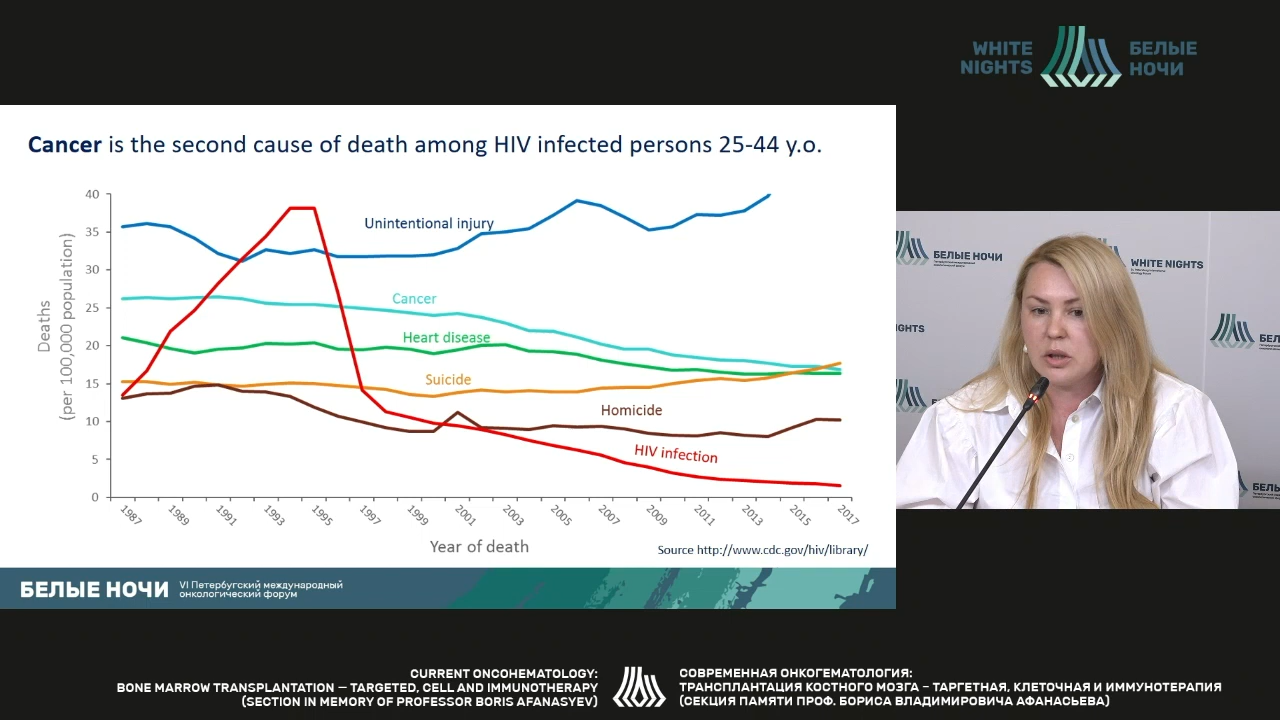 WHITE
NIGHTS
БЕЛЫЕ
НОЧИ
Cancer is the second cause of death among HIV infected persons 25-44 y.o.
Deaths
(per 100,000 population)
40
35
30
25
20
15
10
5
0
Unintentional injury
Cancer
Heart disease
Suicide
Homicide
HIV infection
1987
1989
1991
1993
1995
1997
1999
2001
2003
2005
2007
2009
2011
2013
2015
2017
Year of death
Source http://www.cdc.gov/hiv/library/
БЕЛЫЕ НОЧИ
VI Петербургский международный
онкологический форум
БЕЛЫЕ НОЧИ
WHITE NIGHTS
NIGHTS
CURRENT ONCOHEMATOLOGY:
BONE MARROW TRANSPLANTATION – TARGETED, CELL AND IMMUNOTHERAPY
(SECTION IN MEMORY OF PROFESSOR BORIS AFANASYEV)
СОВРЕМЕННАЯ ОНКОГЕМАТОЛОГИЯ:
ТРАНСПЛАНТАЦИЯ КОСТНОГО МОЗГА – ТАРГЕТНАЯ, КЛЕТОЧНАЯ И ИММУНОТЕРАПИЯ
(СЕКЦИЯ ПАМЯТИ ПРОФ. БОРИСА ВЛАДИМИРОВИЧА АФАНАСЬЕВА)